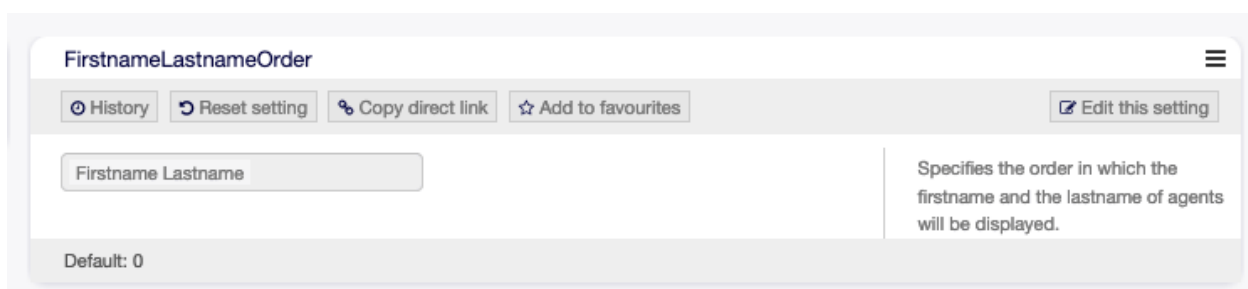 FirstnameLastnameOrder
History Reset setting Copy direct link Add to favourites Edit this setting
Firstname Lastname
Specifies the order in which the
firstname and the lastname of agents
will be displayed.
Default: 0